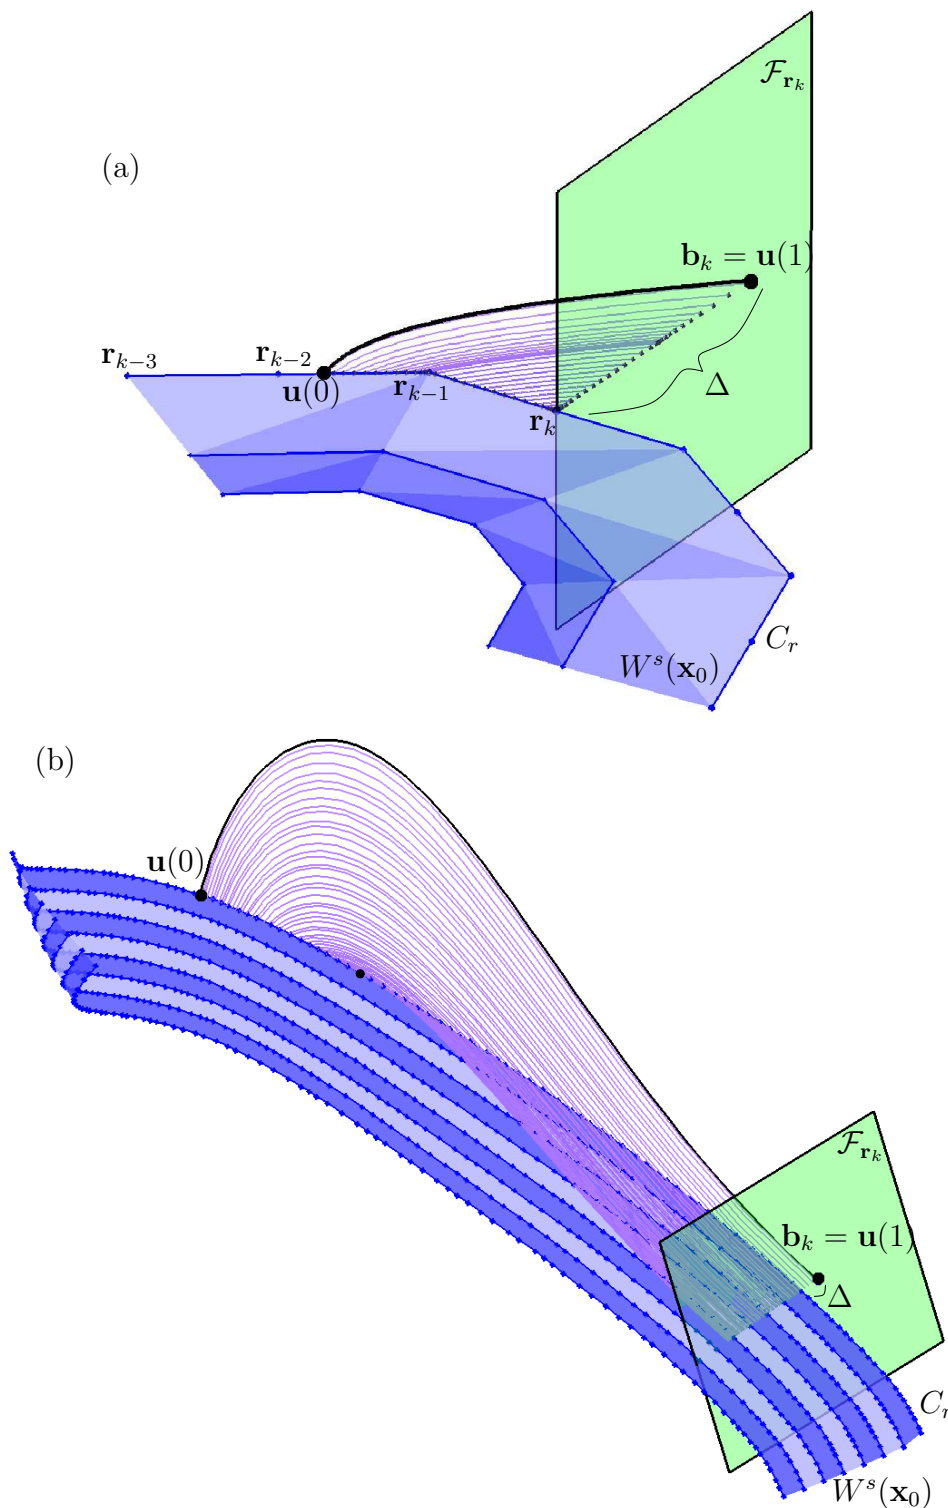 𝓕_{𝐫_k}
(a)
𝐛_k = 𝐮(1)
𝐫_{k−3}
𝐫_{k−2}
𝐮(0)
𝐫_{k−1}
Δ
𝐫_k
C_r
W^s(𝐱_0)
(b)
𝐮(0)
𝓕_{𝐫_k}
𝐛_k = 𝐮(1)
Δ
C_r
W^s(𝐱_0)